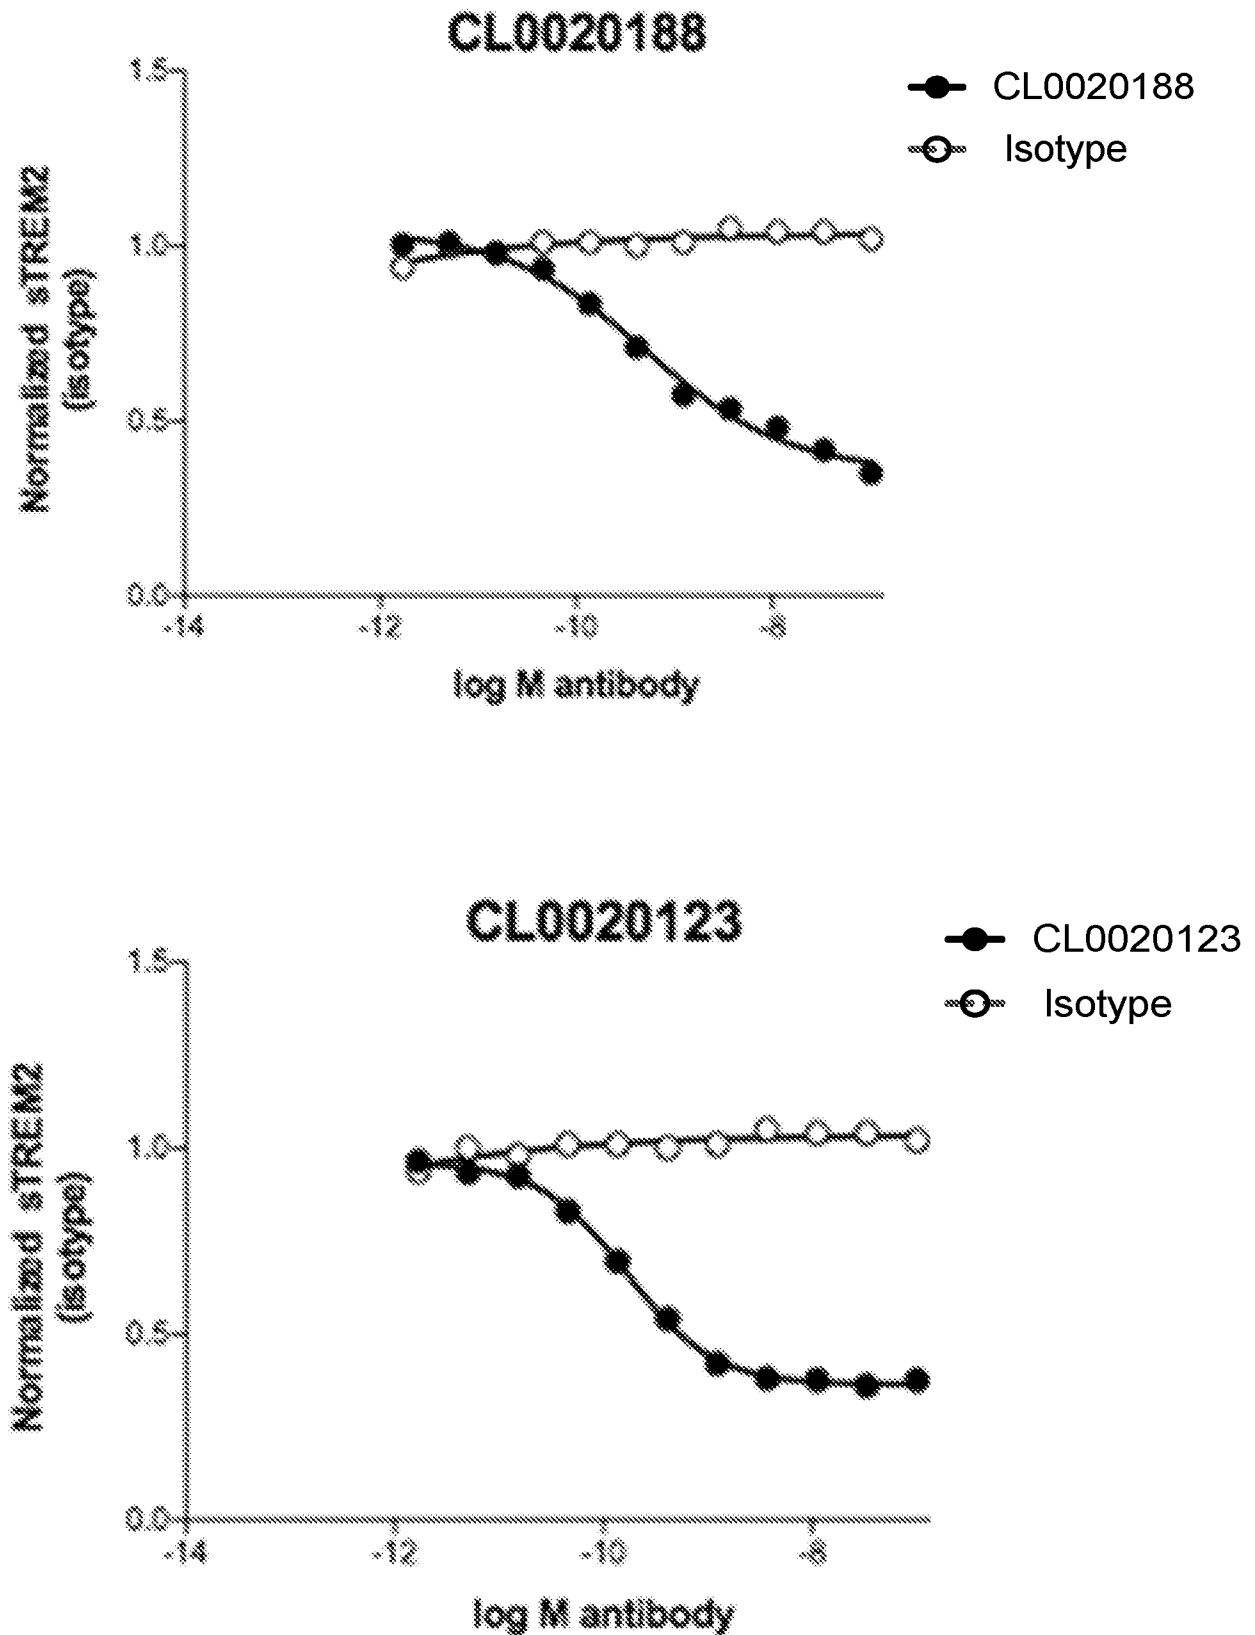 CL0020188
CL0020188
Isotype
1.5
1.0
0.5
0.0
Normalized sTREM2
(isotype)
-14 -12 -10 -8
log M antibody
CL0020123
CL0020123
Isotype
1.5
1.0
0.5
0.0
Normalized sTREM2
(isotype)
-14 -12 -10 -8
log M antibody